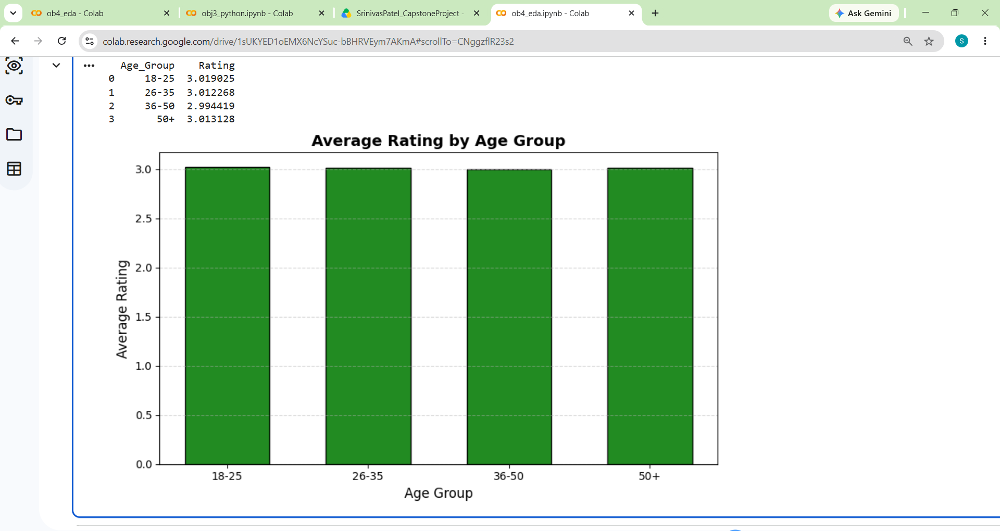 ob4_eda - Colab
obj3_python.ipynb - Colab
SrinivasPatel_CapstoneProject -
ob4_eda.ipynb - Colab
Ask Gemini
colab.research.google.com/drive/1sUKYED1oEMX6NcYSuc-bBHRVEym7AKmA#scrollTo=CNggzflR23s2
S
Age_Group Rating
0 18-25 3.019025
1 26-35 3.012268
2 36-50 2.994419
3 50+ 3.013128
Average Rating by Age Group
3.0
2.5
2.0
1.5
1.0
0.5
0.0
Average Rating
18-25 26-35 36-50 50+
Age Group